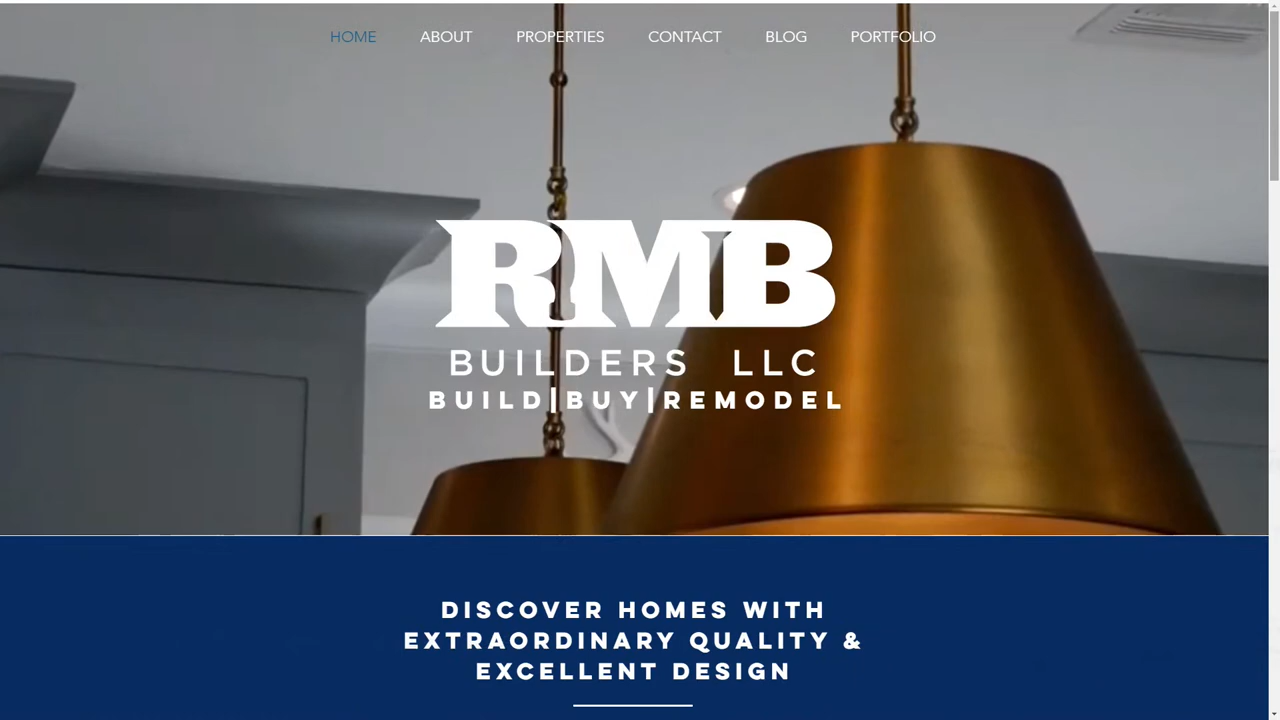 HOME ABOUT PROPERTIES CONTACT BLOG PORTFOLIO
RMB
BUILDERS LLC
BUILD|BUY|REMODEL
DISCOVER HOMES WITH
EXTRAORDINARY QUALITY &
EXCELLENT DESIGN